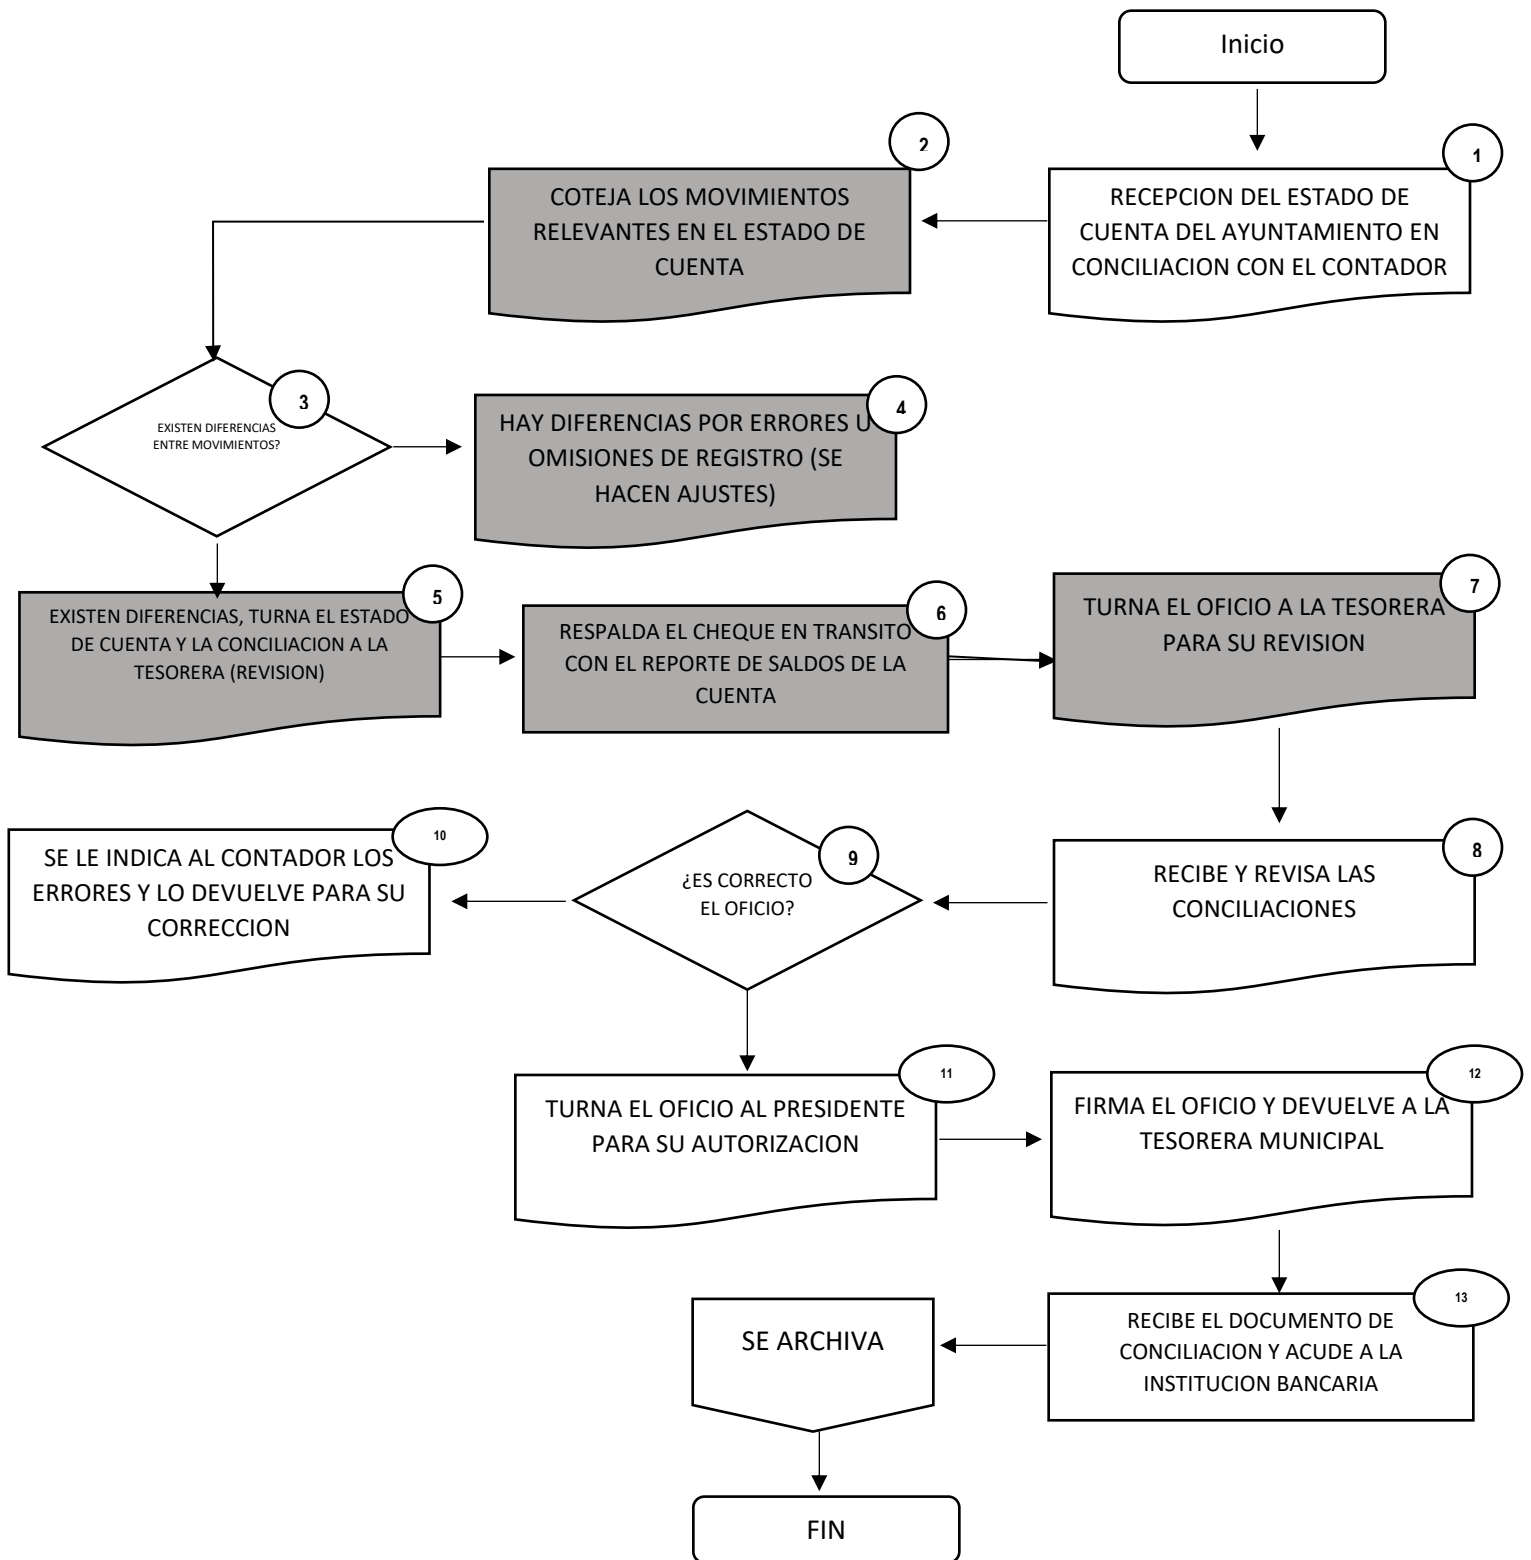 Inicio
1
RECEPCION DEL ESTADO DE
CUENTA DEL AYUNTAMIENTO EN
CONCILIACION CON EL CONTADOR
2
COTEJA LOS MOVIMIENTOS
RELEVANTES EN EL ESTADO DE
CUENTA
3
EXISTEN DIFERENCIAS
ENTRE MOVIMIENTOS?
4
HAY DIFERENCIAS POR ERRORES U
OMISIONES DE REGISTRO (SE
HACEN AJUSTES)
5
EXISTEN DIFERENCIAS, TURNA EL ESTADO
DE CUENTA Y LA CONCILIACION A LA
TESORERA (REVISION)
6
RESPALDA EL CHEQUE EN TRANSITO
CON EL REPORTE DE SALDOS DE LA
CUENTA
7
TURNA EL OFICIO A LA TESORERA
PARA SU REVISION
8
RECIBE Y REVISA LAS
CONCILIACIONES
9
¿ES CORRECTO
EL OFICIO?
10
SE LE INDICA AL CONTADOR LOS
ERRORES Y LO DEVUELVE PARA SU
CORRECCION
11
TURNA EL OFICIO AL PRESIDENTE
PARA SU AUTORIZACION
12
FIRMA EL OFICIO Y DEVUELVE A LA
TESORERA MUNICIPAL
13
RECIBE EL DOCUMENTO DE
CONCILIACION Y ACUDE A LA
INSTITUCION BANCARIA
SE ARCHIVA
FIN